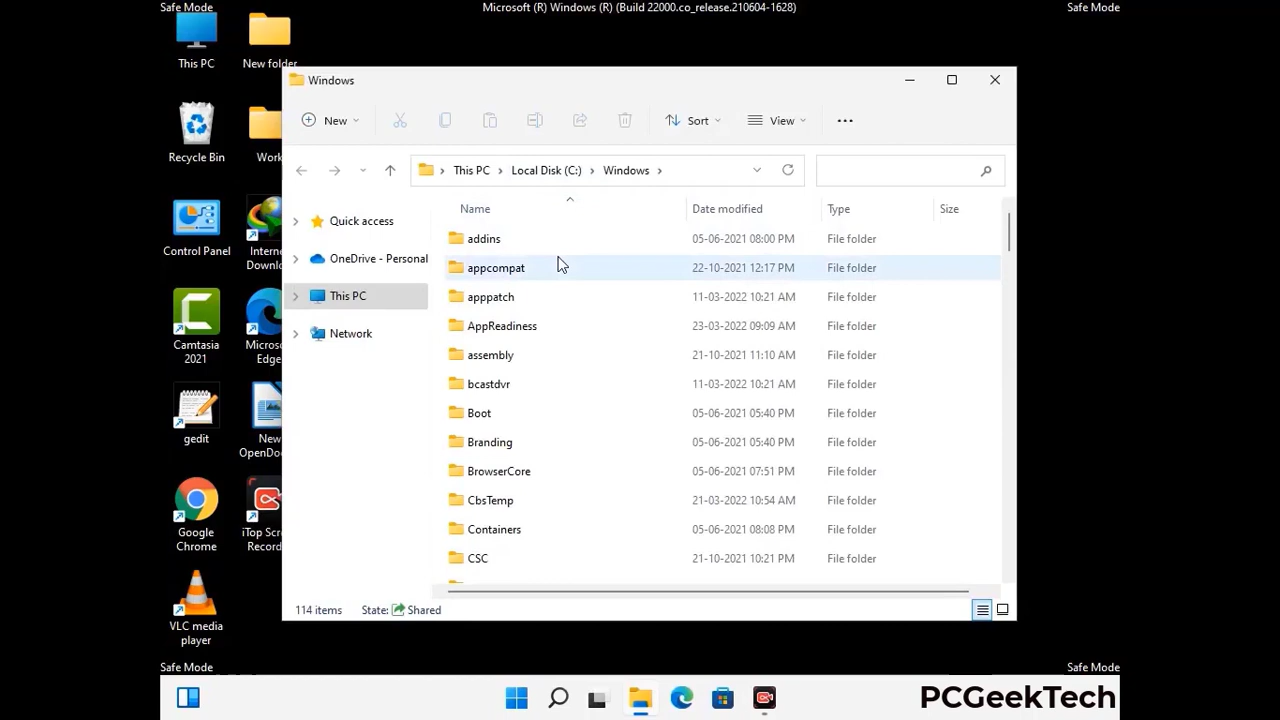 Safe Mode
Microsoft (R) Windows (R) (Build 22000.co_release.210604-1628)
Safe Mode
This PC
New folder
Recycle Bin
Work
Control Panel
Internet
Downlo
Camtasia
2021
Microso
Edge
gedit
New
OpenDoc
Google
Chrome
iTop Scre
Record
VLC media
player
Windows
New
Sort
View
This PC
Local Disk (C:)
Windows
Quick access
OneDrive - Personal
This PC
Network
Name Date modified Type Size
addins 05-06-2021 08:00 PM File folder
appcompat 22-10-2021 12:17 PM File folder
apppatch 11-03-2022 10:21 AM File folder
AppReadiness 23-03-2022 09:09 AM File folder
assembly 21-10-2021 11:10 AM File folder
bcastdvr 11-03-2022 10:21 AM File folder
Boot 05-06-2021 05:40 PM File folder
Branding 05-06-2021 05:40 PM File folder
BrowserCore 05-06-2021 07:51 PM File folder
CbsTemp 21-03-2022 10:54 AM File folder
Containers 05-06-2021 08:08 PM File folder
CSC 21-10-2021 10:21 PM File folder
114 items State: Shared
Safe Mode
Safe Mode
PCGeekTech